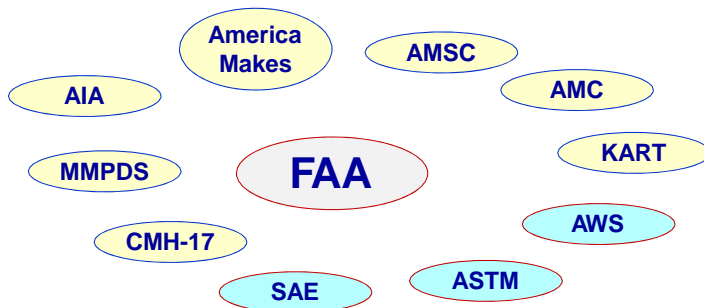 America
Makes
AMSC
AMC
AIA
KART
MMPDS
FAA
AWS
CMH-17
ASTM
SAE